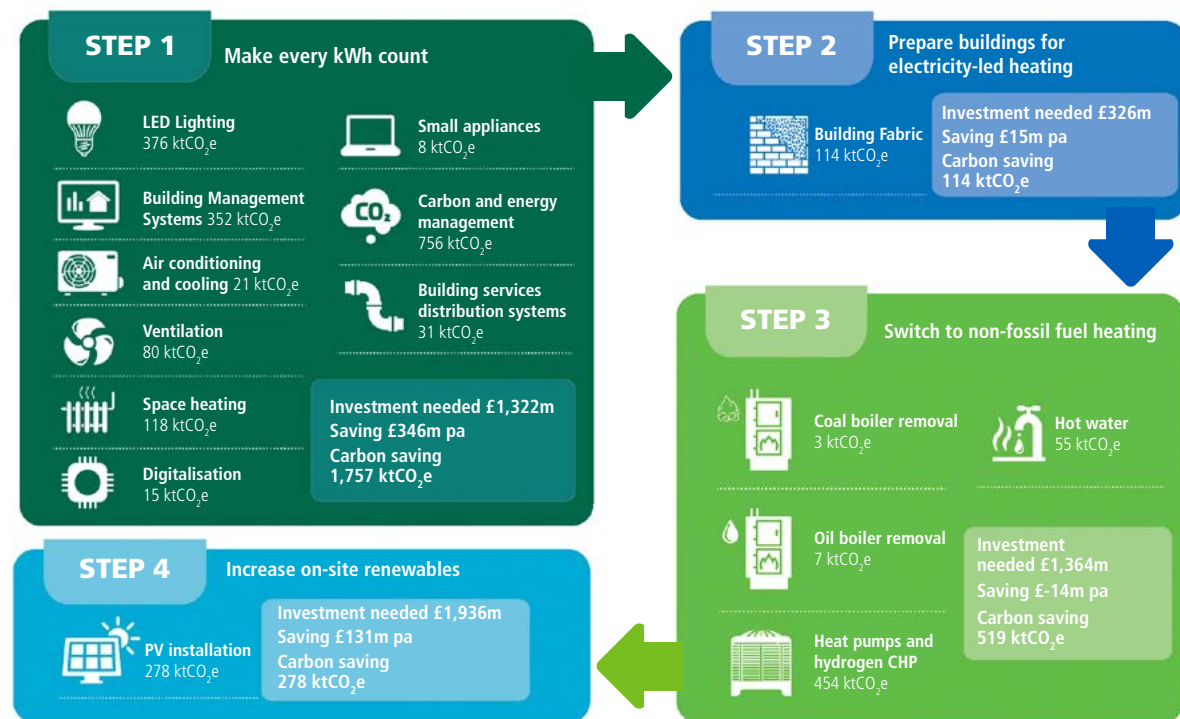 STEP 1
Make every kWh count
LED Lighting
376 ktCO₂e
Building Management
Systems 352 ktCO₂e
Air conditioning
and cooling 21 ktCO₂e
Ventilation
80 ktCO₂e
Space heating
118 ktCO₂e
Digitalisation
15 ktCO₂e
Small appliances
8 ktCO₂e
CO₂
Carbon and energy
management
756 ktCO₂e
Building services
distribution systems
31 ktCO₂e
Investment needed £1,322m
Saving £346m pa
Carbon saving
1,757 ktCO₂e
STEP 2
Prepare buildings for
electricity-led heating
Building Fabric
114 ktCO₂e
Investment needed £326m
Saving £15m pa
Carbon saving
114 ktCO₂e
STEP 3
Switch to non-fossil fuel heating
Coal boiler removal
3 ktCO₂e
Oil boiler removal
7 ktCO₂e
Heat pumps and
hydrogen CHP
454 ktCO₂e
Hot water
55 ktCO₂e
Investment
needed £1,364m
Saving £-14m pa
Carbon saving
519 ktCO₂e
STEP 4
Increase on-site renewables
PV installation
278 ktCO₂e
Investment needed £1,936m
Saving £131m pa
Carbon saving
278 ktCO₂e